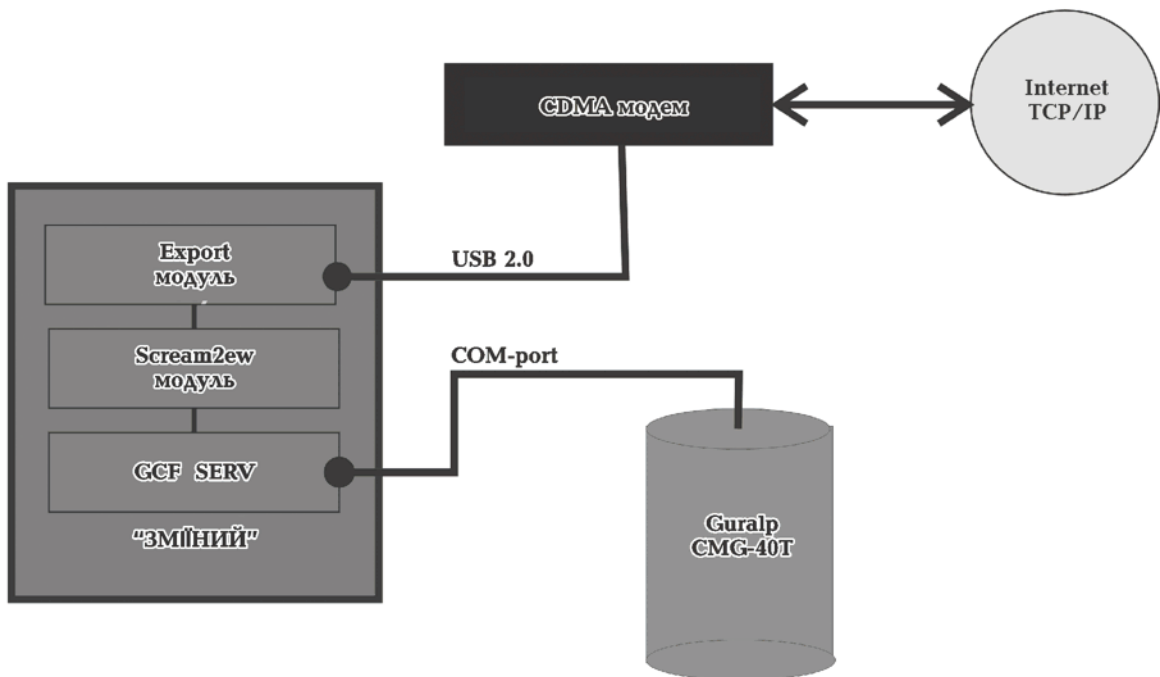 CDMA модем
Internet
TCP/IP
Export
модуль
USB 2.0
Scream2ew
модуль
COM-port
GCF SERV
“ЗМІЇНИЙ”
Guralp
CMG-40T